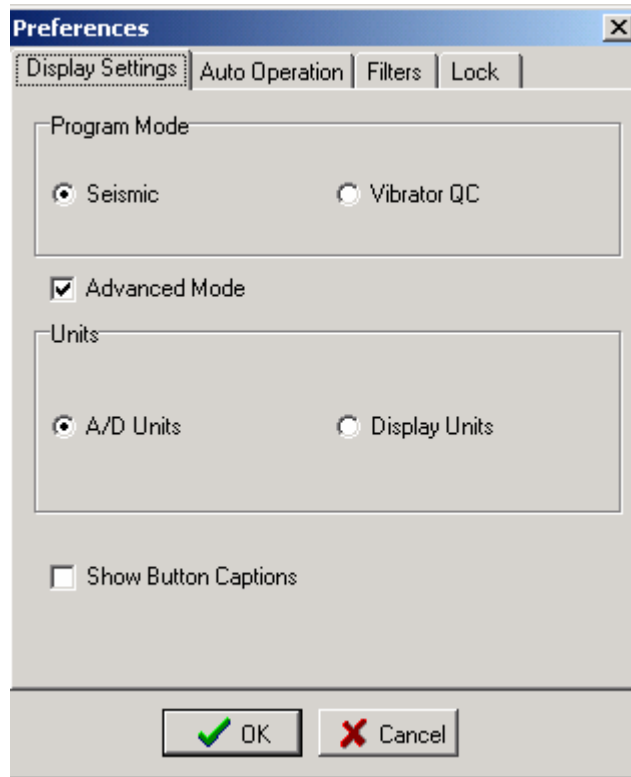 Preferences
Display Settings Auto Operation Filters Lock
Program Mode
Seismic Vibrator QC
Advanced Mode
Units
A/D Units Display Units
Show Button Captions
OK Cancel